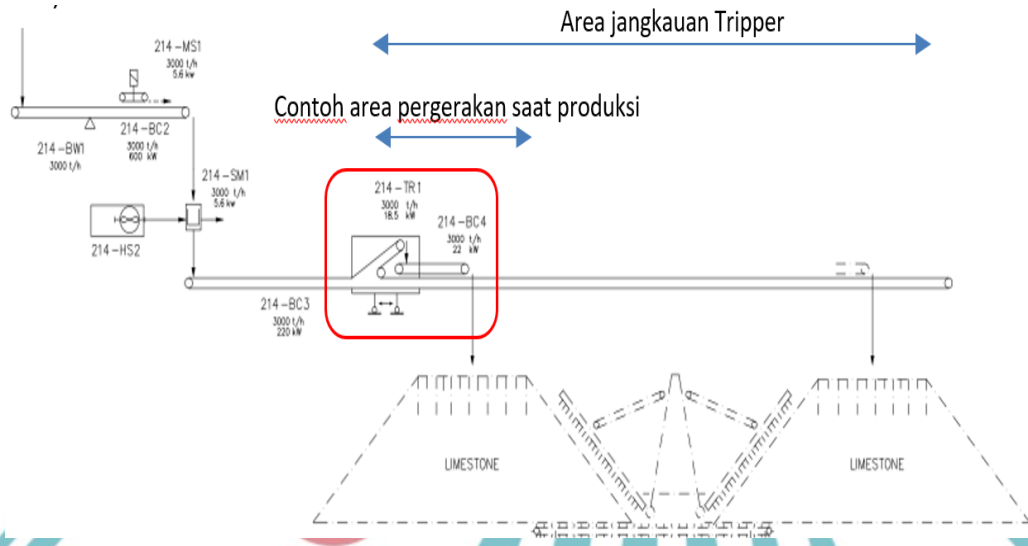 Area jangkauan Tripper
214-MS1
3000 t/h
5.6 kw
Contoh area pergerakan saat produksi
214-BC2
3000 t/h
600 kW
214-BW1
3000 t/h
214-SM1
3000 t/h
5.6 kw
214-TR1
3000 t/h
18.5 kW
214-BC4
3000 t/h
22 kW
214-HS2
214-BC3
3000 t/h
220 kW
LIMESTONE
LIMESTONE